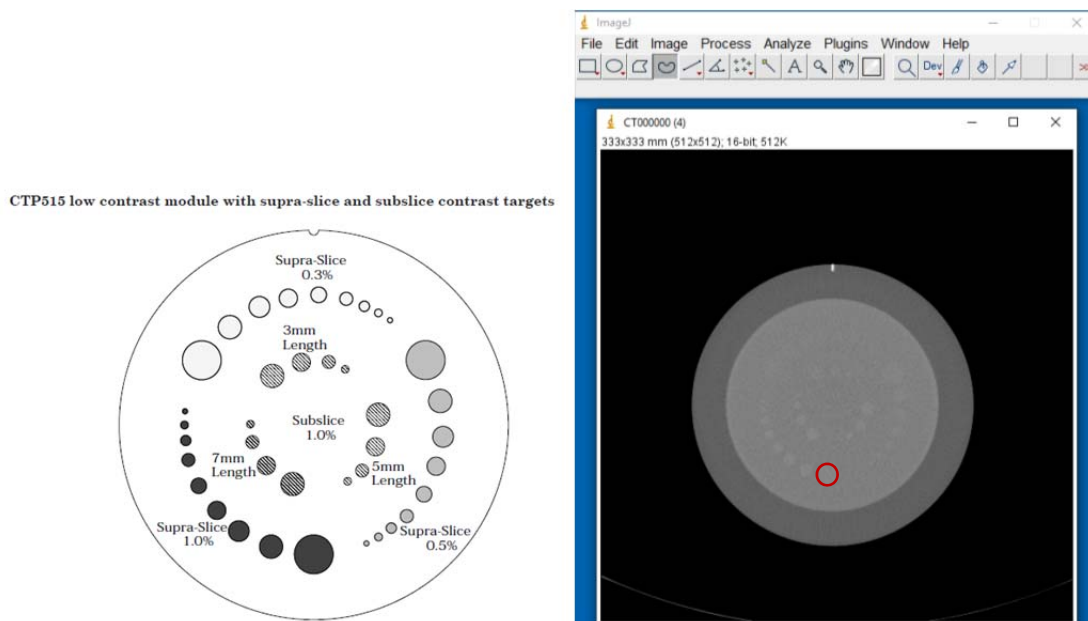 CTP515 low contrast module with supra-slice and subslice contrast targets
Supra-Slice
0.3%
3mm
Length
Subslice
1.0%
7mm
Length
5mm
Length
Supra-Slice
1.0%
Supra-Slice
0.5%
ImageJ
File Edit Image Process Analyze Plugins Window Help
A Dev
CT000000 (4)
333x333 mm (512x512); 16-bit; 512K